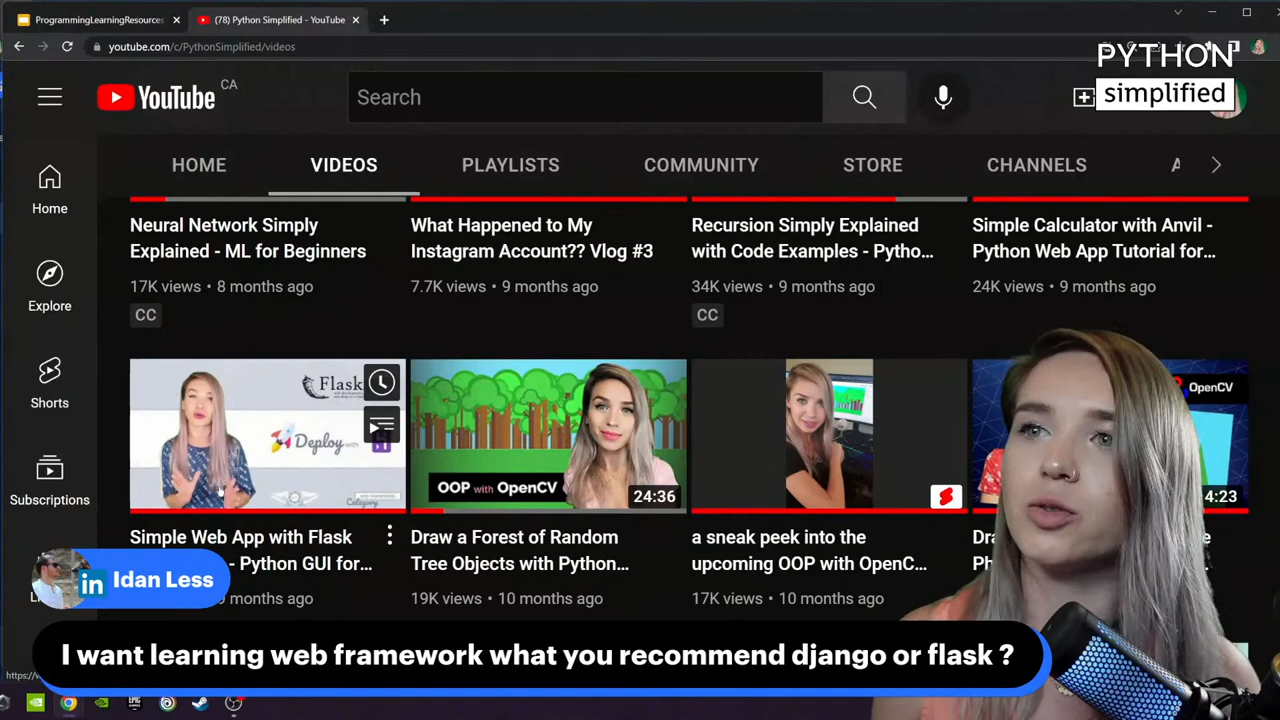 ProgrammingLearningResources
(78) Python Simplified - YouTube
youtube.com/c/PythonSimplified/videos
PYTHON
simplified
YouTube CA
Search
HOME
VIDEOS
PLAYLISTS
COMMUNITY
STORE
CHANNELS
Home
Explore
Shorts
Subscriptions
Neural Network Simply
Explained - ML for Beginners
17K views • 8 months ago
CC
What Happened to My
Instagram Account?? Vlog #3
7.7K views • 9 months ago
Recursion Simply Explained
with Code Examples - Pytho...
34K views • 9 months ago
CC
Simple Calculator with Anvil -
Python Web App Tutorial for...
24K views • 9 months ago
Flask
Deploy with
Category
Simple Web App with Flask
- Python GUI for...
months ago
OOP with OpenCV
24:36
Draw a Forest of Random
Tree Objects with Python...
19K views • 10 months ago
a sneak peek into the
upcoming OOP with OpenC...
17K views • 10 months ago
OpenCV
4:23
in Idan Less
I want learning web framework what you recommend django or flask ?